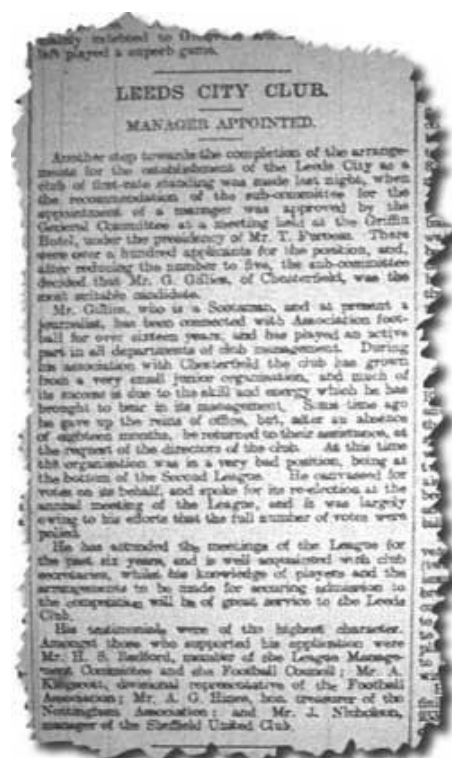 left played a superb game.
LEEDS CITY CLUB.
MANAGER APPOINTED.
Another step towards the completion of the arrange-
ments for the establishment of the Leeds City as a
club of first-rate standing was made last night, when
the recommendation of the sub-committee for the
appointment of a manager was approved by the
General Committee at a meeting held at the Griffin
Hotel, under the presidency of Mr. T. Furness. There
were over a hundred applicants for the position, and,
after reducing the number to five, the sub-committee
decided that Mr. G. Gillies, of Chesterfield, was the
most suitable candidate.
Mr. Gillies, who is a Scotsman, and at present a
journalist, has been connected with Association foot-
ball for over sixteen years, and has played an active
part in all departments of club management. During
his association with Chesterfield the club has grown
from a very small junior organisation, and much of
its success is due to the skill and energy which he has
brought to bear in its management. Some time ago
he gave up the reins of office, but, after an absence
of eighteen months, he returned to their assistance, at
the request of the directors of the club. At this time
the organisation was in a very bad position, being at
the bottom of the Second League. He canvassed for
votes on its behalf, and spoke for its re-election at the
annual meeting of the League, and it was largely
owing to his efforts that the full number of votes were
polled.
He has attended the meetings of the League for
the past six years, and is well acquainted with club
secretaries, whilst his knowledge of players and the
arrangements to be made for securing admission to
the competition will be of great service to the Leeds
Club.
His testimonials were of the highest character.
Amongst those who supported his application were
Mr. H. S. Bedford, member of the League Manage-
ment Committee and the Football Council; Mr. A.
Kingscott, divisional representative of the Football
Association; Mr. A. G. Hines, hon. treasurer of the
Nottingham Association; and Mr. J. Nicholson,
manager of the Sheffield United Club.